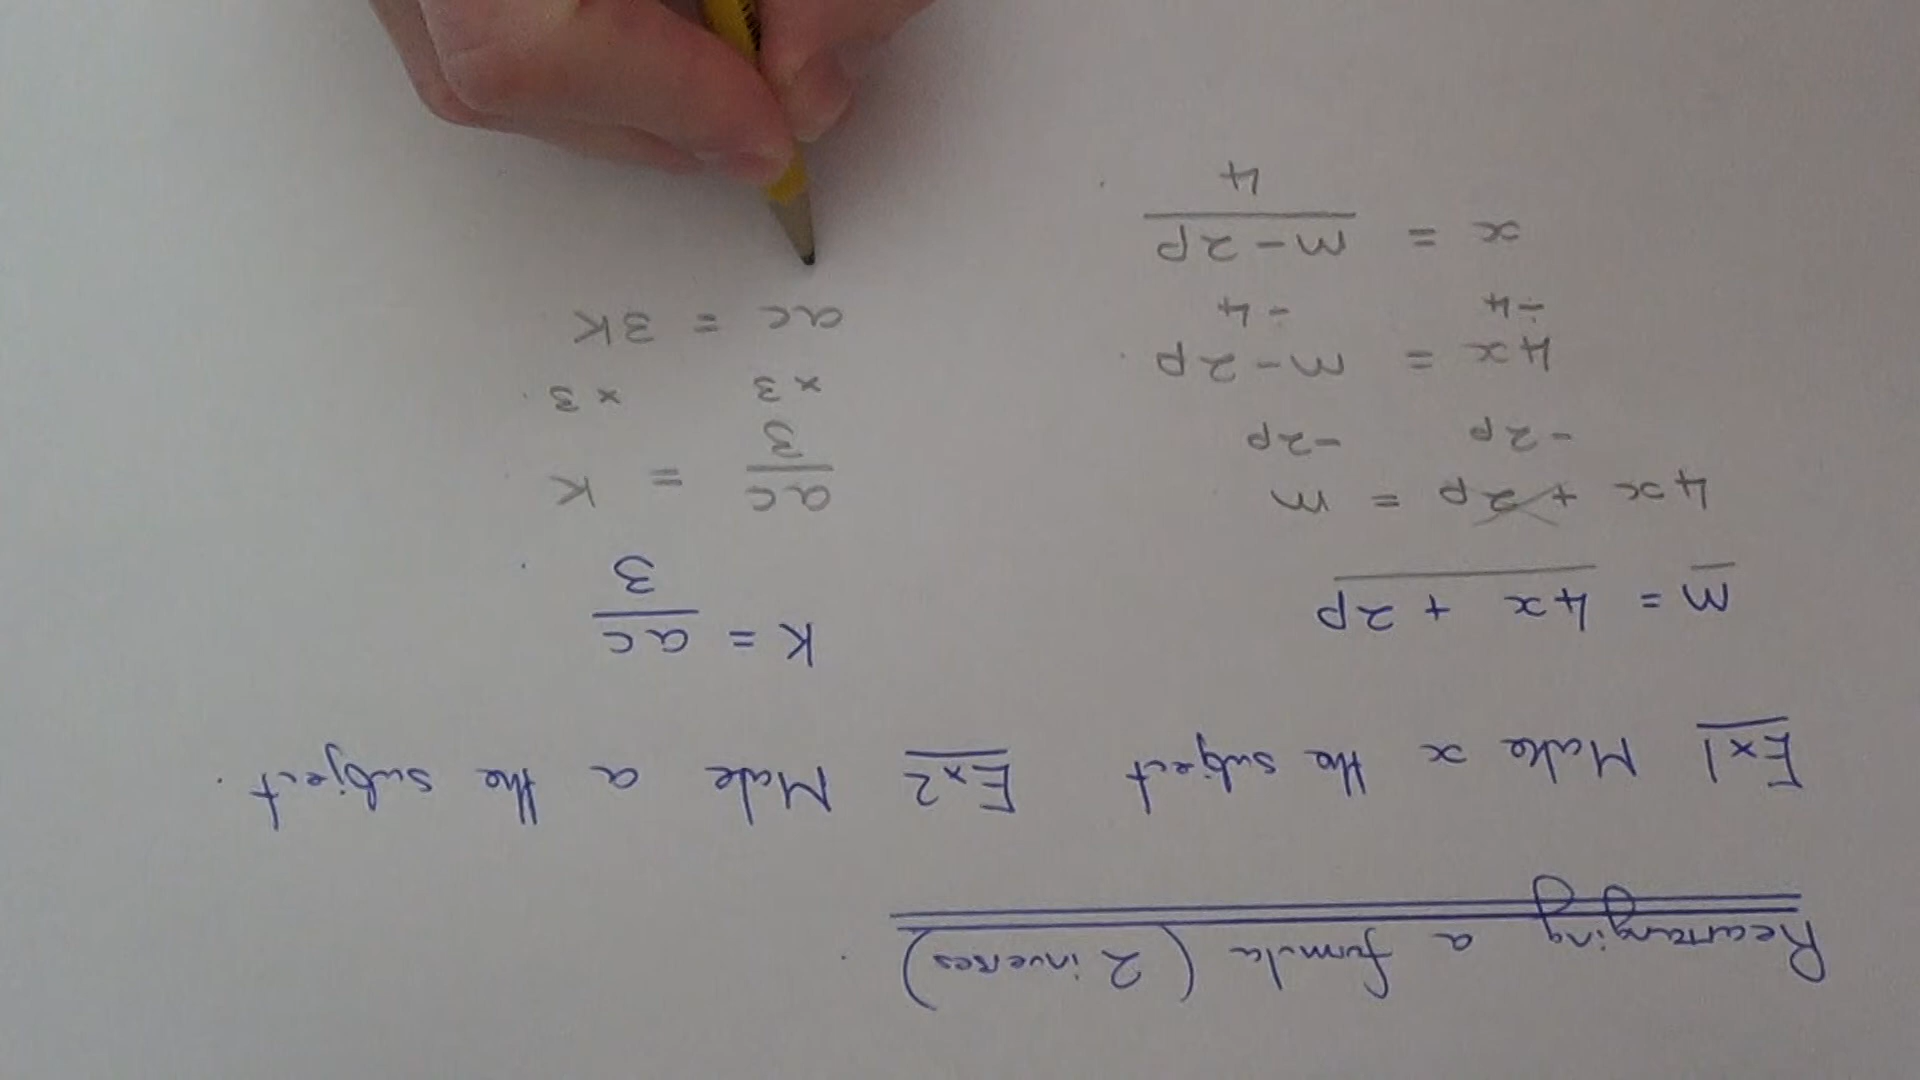 Rearranging a formula (2 inverses)
Ex1 Make x the subject
m = 4x + 2p
4x + 2p = m
-2p -2p
4x = m-2p
÷4 ÷4
x = m-2p
4
Ex2 Make a the subject.
K = ac
3
ac = K
3
×3 ×3
ac = 3K